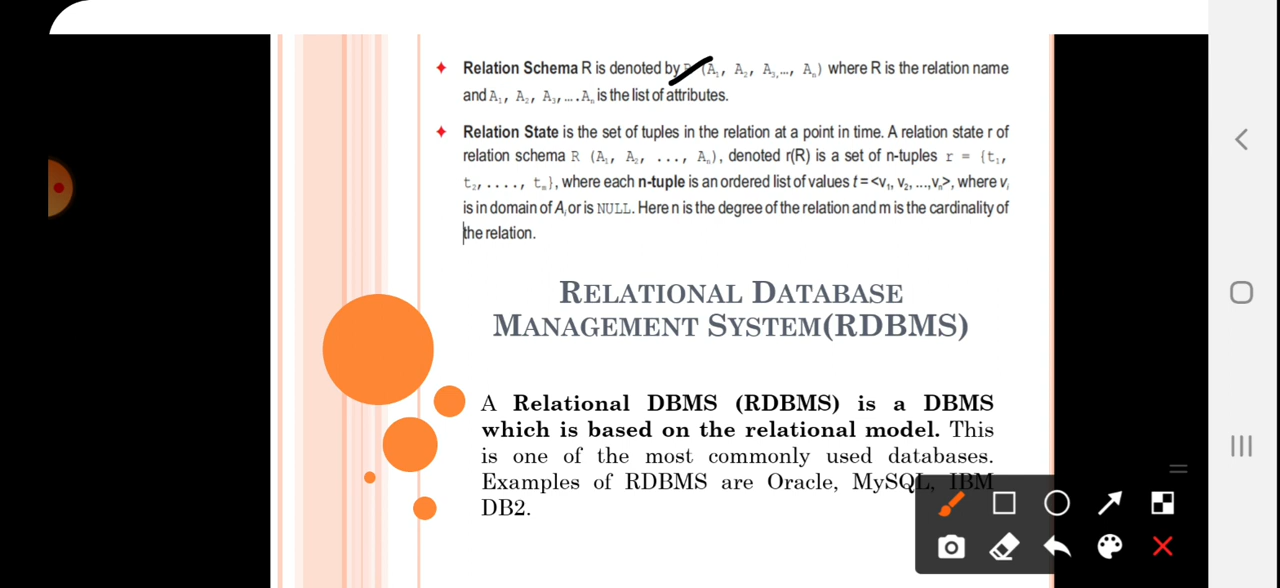 Relation Schema R is denoted by (A₁, A₂, A₃,..., Aₙ) where R is the relation name
and A₁, A₂, A₃,....Aₙ is the list of attributes.
Relation State is the set of tuples in the relation at a point in time. A relation state r of
relation schema R (A₁, A₂, ..., Aₙ), denoted r(R) is a set of n-tuples r = {t₁,
t₂,...., tₘ}, where each n-tuple is an ordered list of values t = <v₁, v₂, ...,vₙ>, where vᵢ
is in domain of Aᵢ or is NULL. Here n is the degree of the relation and m is the cardinality of
the relation.
RELATIONAL DATABASE
MANAGEMENT SYSTEM(RDBMS)
A Relational DBMS (RDBMS) is a DBMS
which is based on the relational model. This
is one of the most commonly used databases.
Examples of RDBMS are Oracle, MySQL, IBM
DB2.